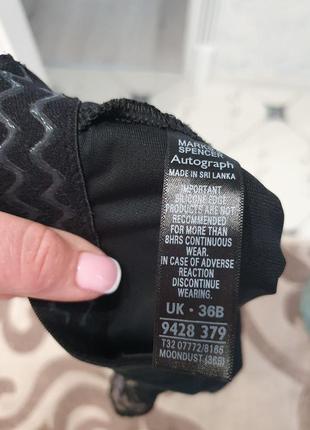 MARKS
SPENCER
Autograph
MADE IN SRI LANKA
IMPORTANT
SILICONE EDGE
PRODUCTS ARE NOT
RECOMMENDED
FOR MORE THAN
8HRS CONTINUOUS
WEAR.
IN CASE OF ADVERSE
REACTION
DISCONTINUE
WEARING.
UK · 36B
9428 379
T32 07772/8165
MOONDUST (36B)